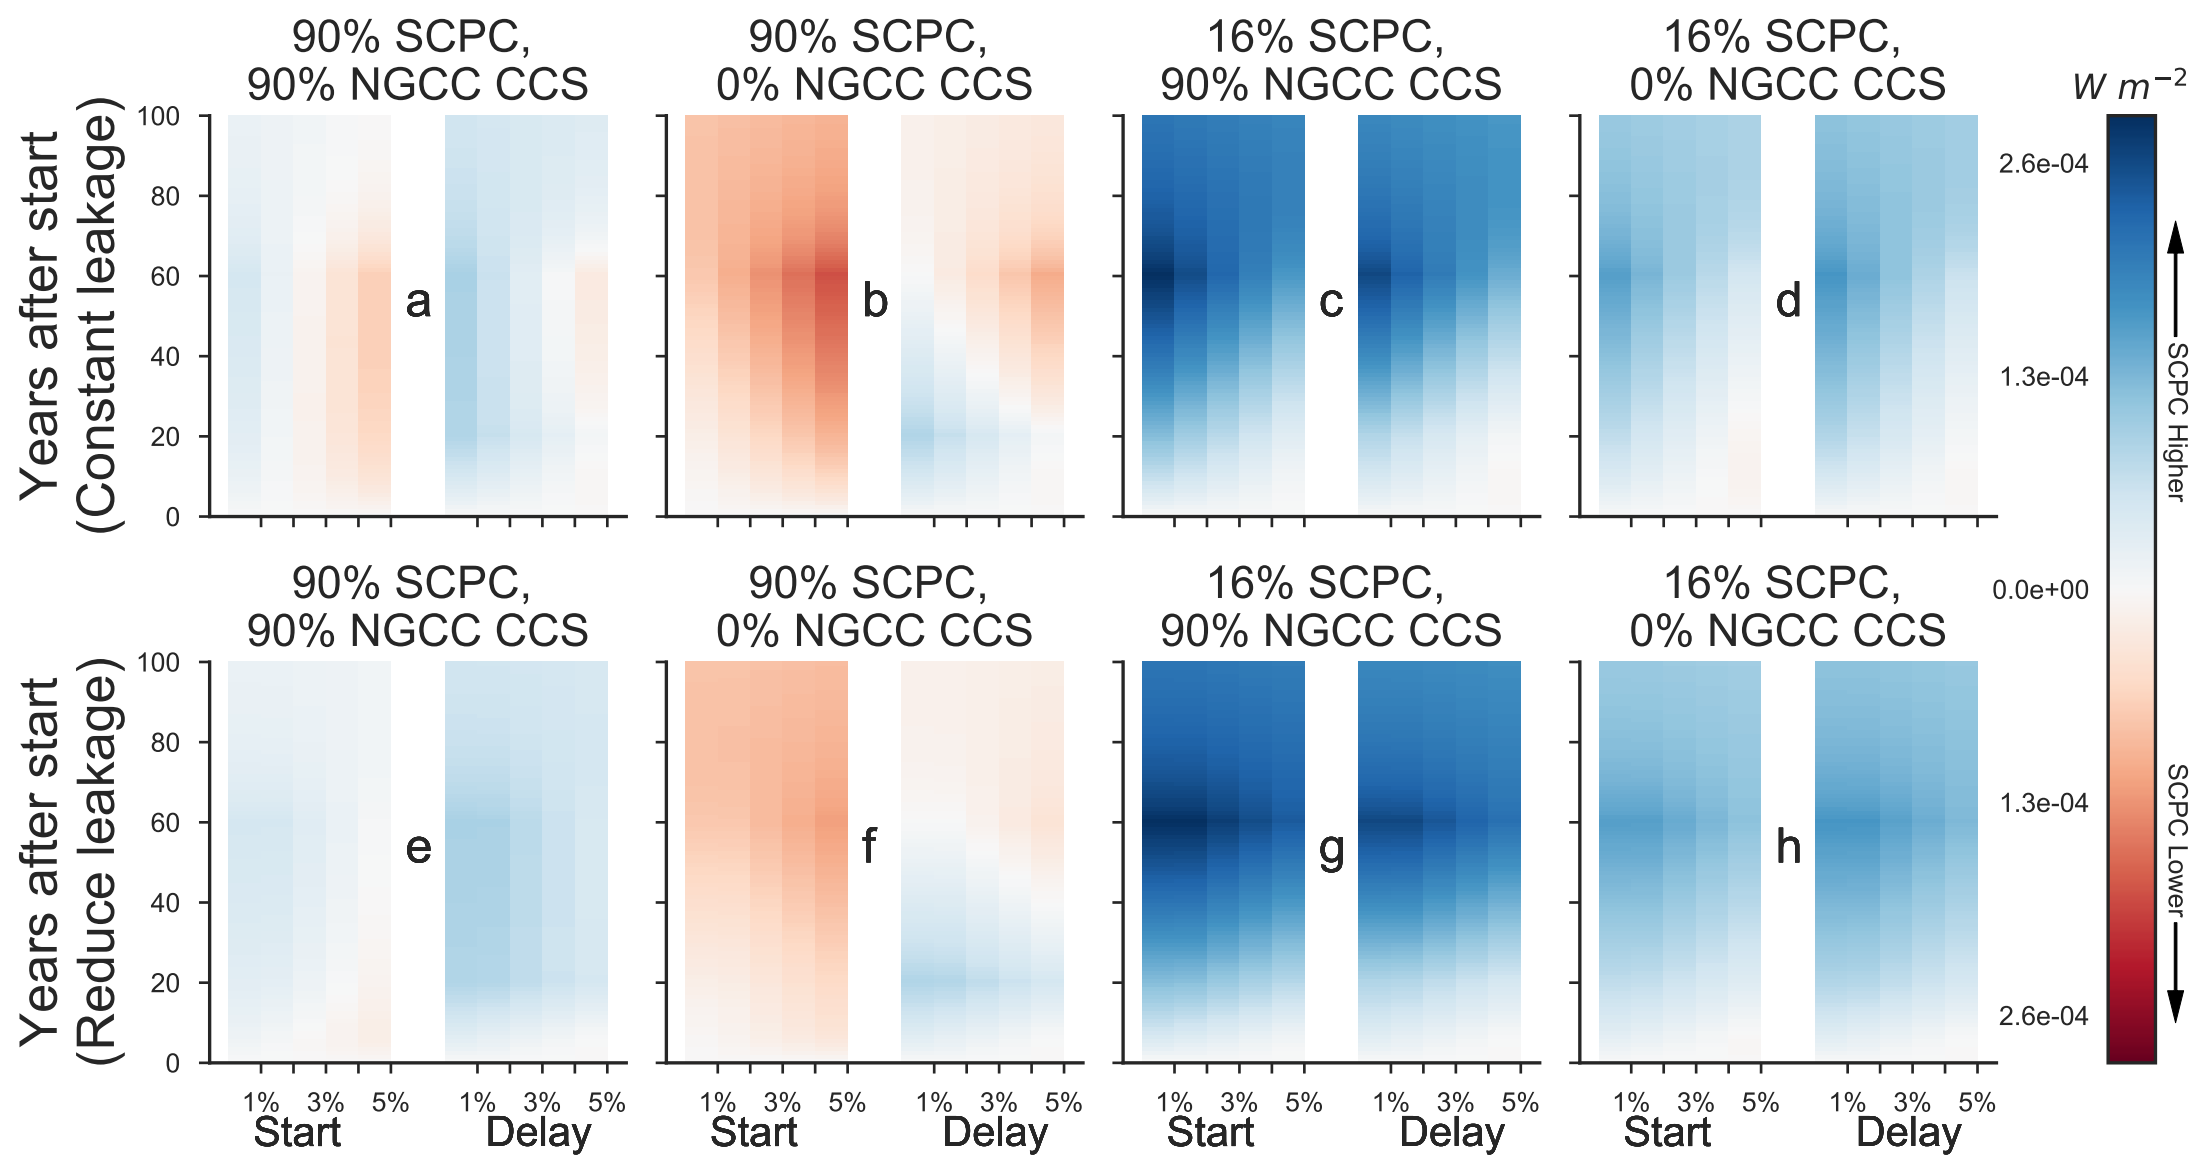 90% SCPC,
90% NGCC CCS
90% SCPC,
0% NGCC CCS
16% SCPC,
90% NGCC CCS
16% SCPC,
0% NGCC CCS
W m−2
Years after start
(Constant leakage)
100
80
60
40
20
0
a
b
c
d
2.6e-04
1.3e-04
0.0e+00
1.3e-04
2.6e-04
SCPC Higher
SCPC Lower
90% SCPC,
90% NGCC CCS
90% SCPC,
0% NGCC CCS
16% SCPC,
90% NGCC CCS
16% SCPC,
0% NGCC CCS
Years after start
(Reduce leakage)
100
80
60
40
20
0
e
f
g
h
1% 3% 5% 1% 3% 5%
Start Delay
1% 3% 5% 1% 3% 5%
Start Delay
1% 3% 5% 1% 3% 5%
Start Delay
1% 3% 5% 1% 3% 5%
Start Delay